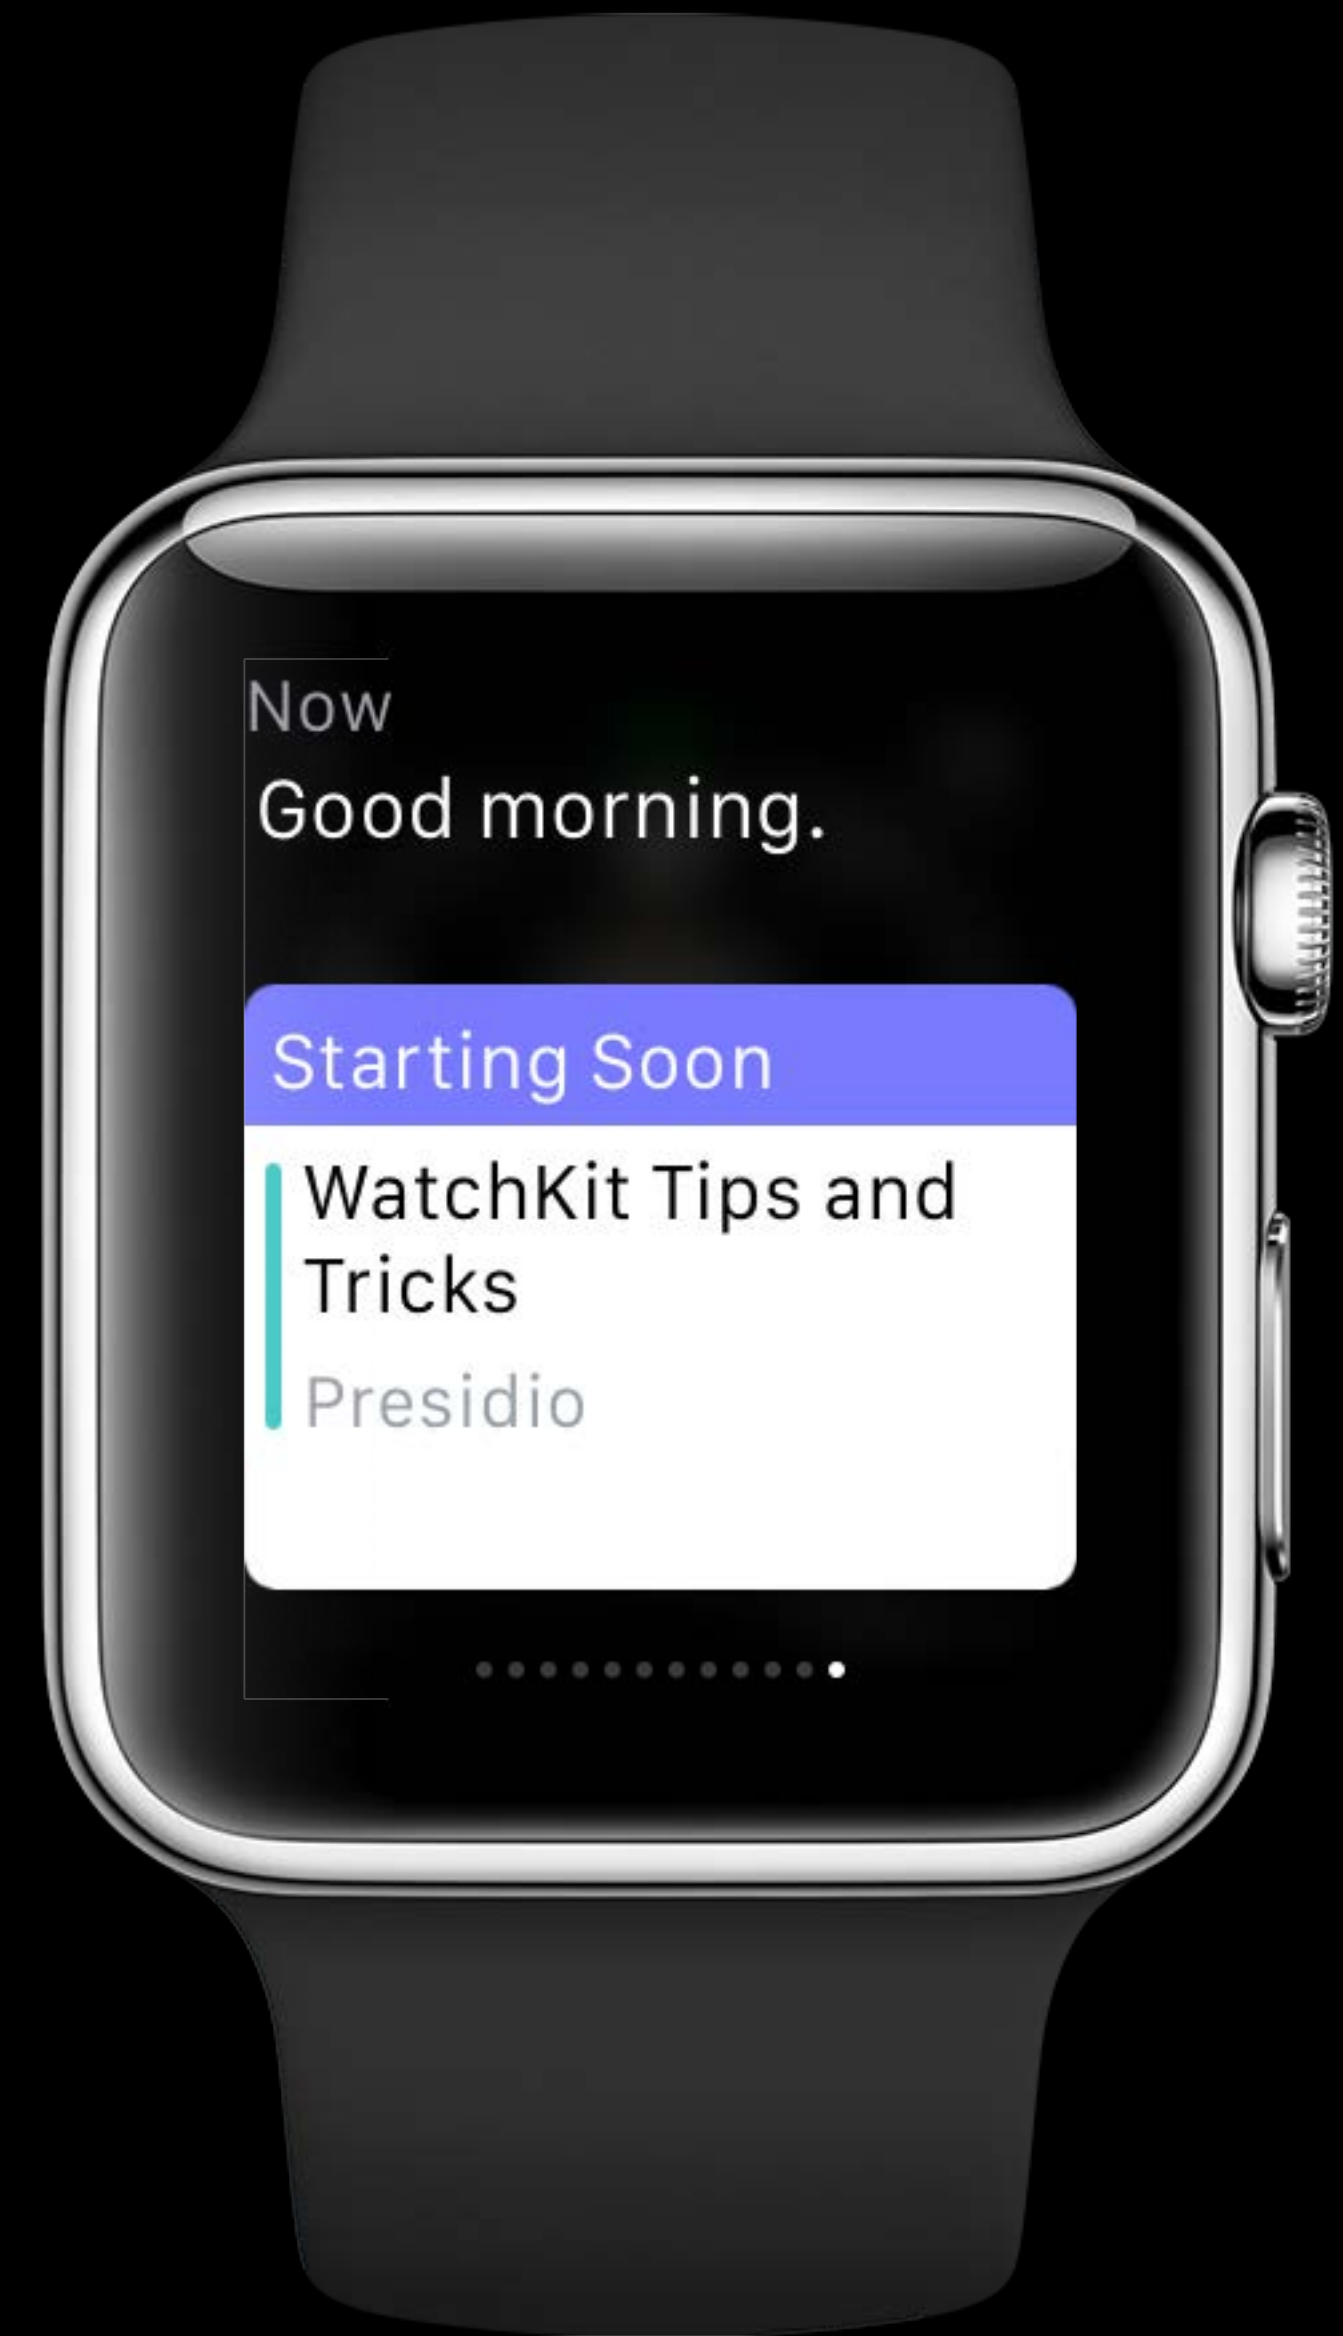 Now
Good morning.
Starting Soon
WatchKit Tips and
Tricks
Presidio